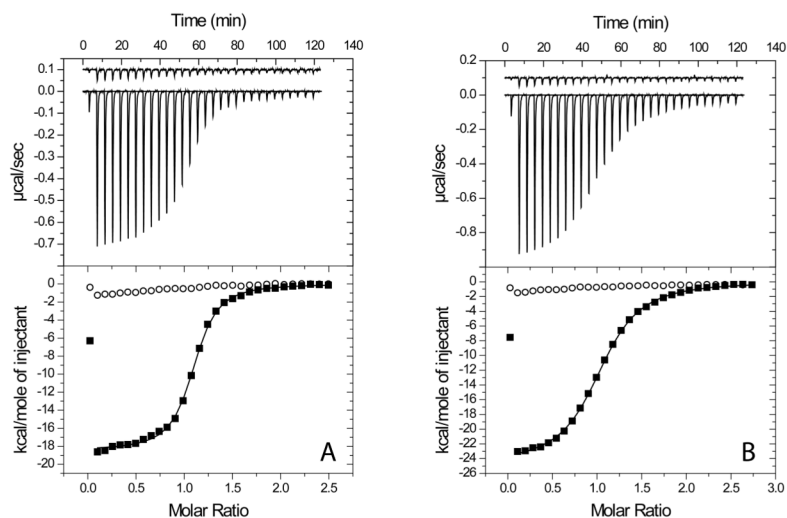 Time (min)
0 20 40 60 80 100 120 140
0.1
0.0
-0.1
-0.2
-0.3
-0.4
-0.5
-0.6
-0.7
µcal/sec
0
-2
-4
-6
-8
-10
-12
-14
-16
-18
-20
kcal/mole of injectant
A
0.0 0.5 1.0 1.5 2.0 2.5
Molar Ratio
Time (min)
0 20 40 60 80 100 120 140
0.2
0.0
-0.2
-0.4
-0.6
-0.8
µcal/sec
0
-2
-4
-6
-8
-10
-12
-14
-16
-18
-20
-22
-24
-26
kcal/mole of injectant
B
0.0 0.5 1.0 1.5 2.0 2.5 3.0
Molar Ratio